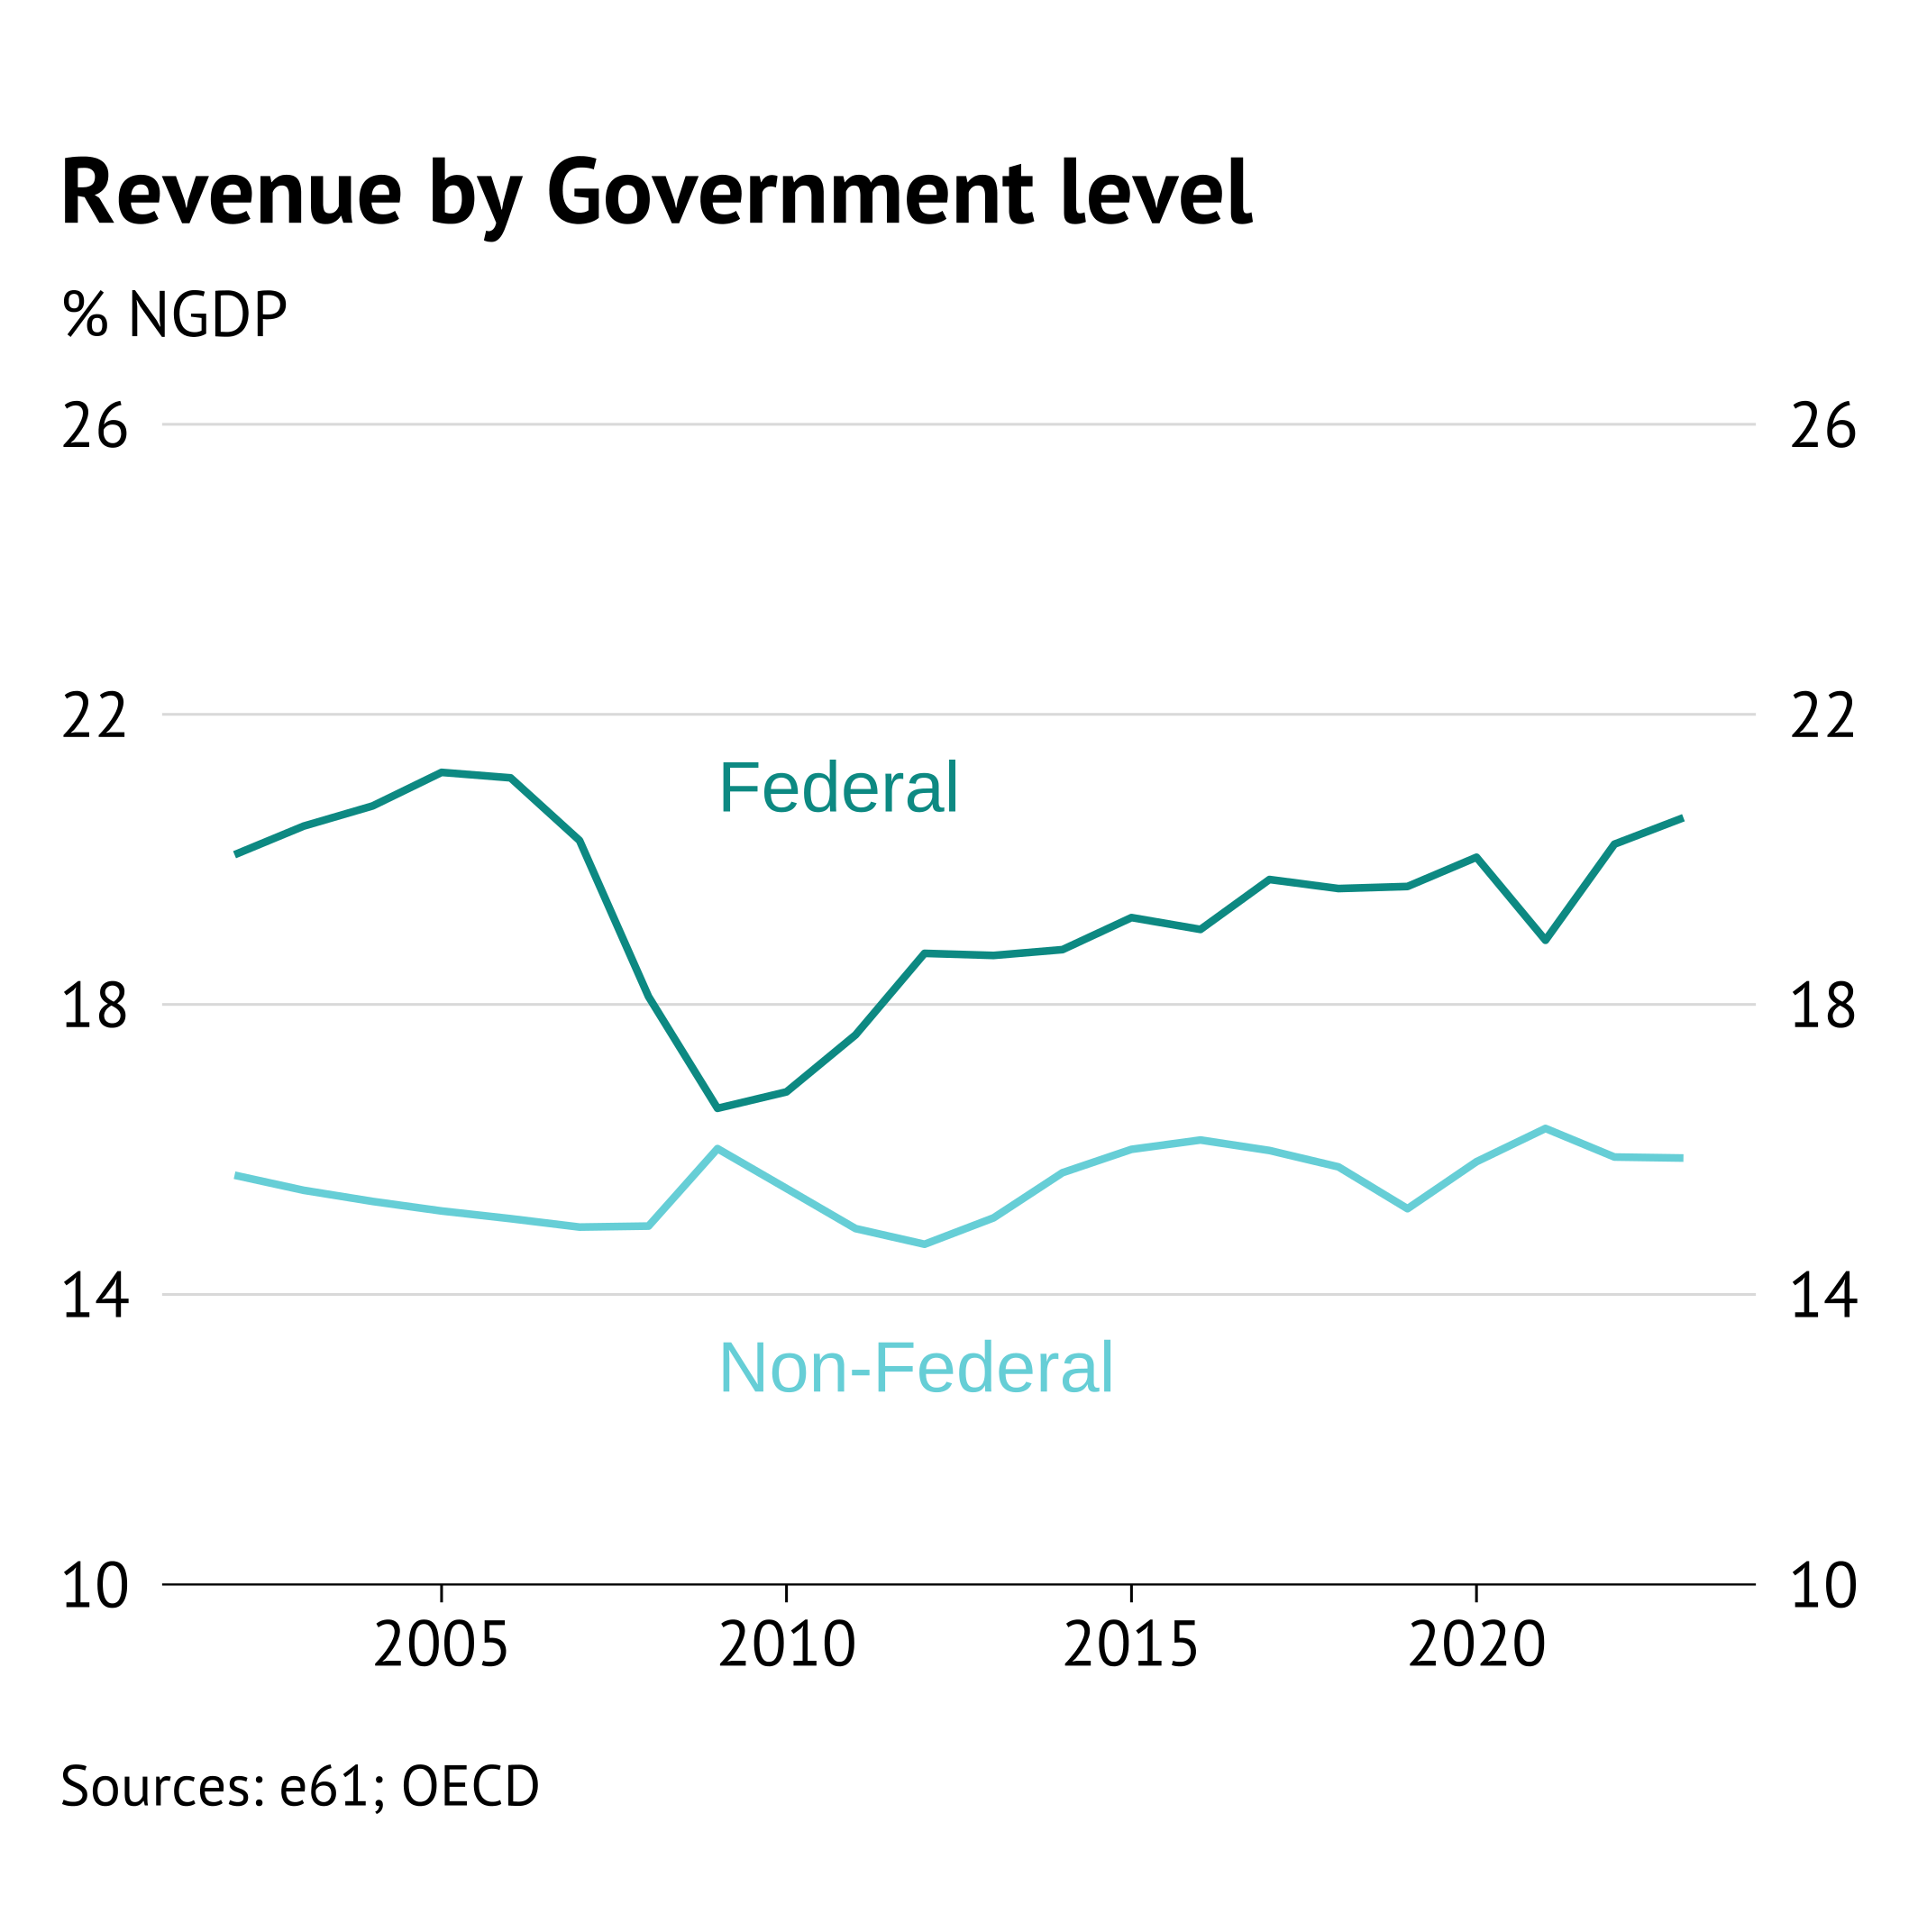 Revenue by Government level
% NGDP
26 26
22 22
Federal
18 18
14 14
Non-Federal
10 10
2005 2010 2015 2020
Sources: e61; OECD